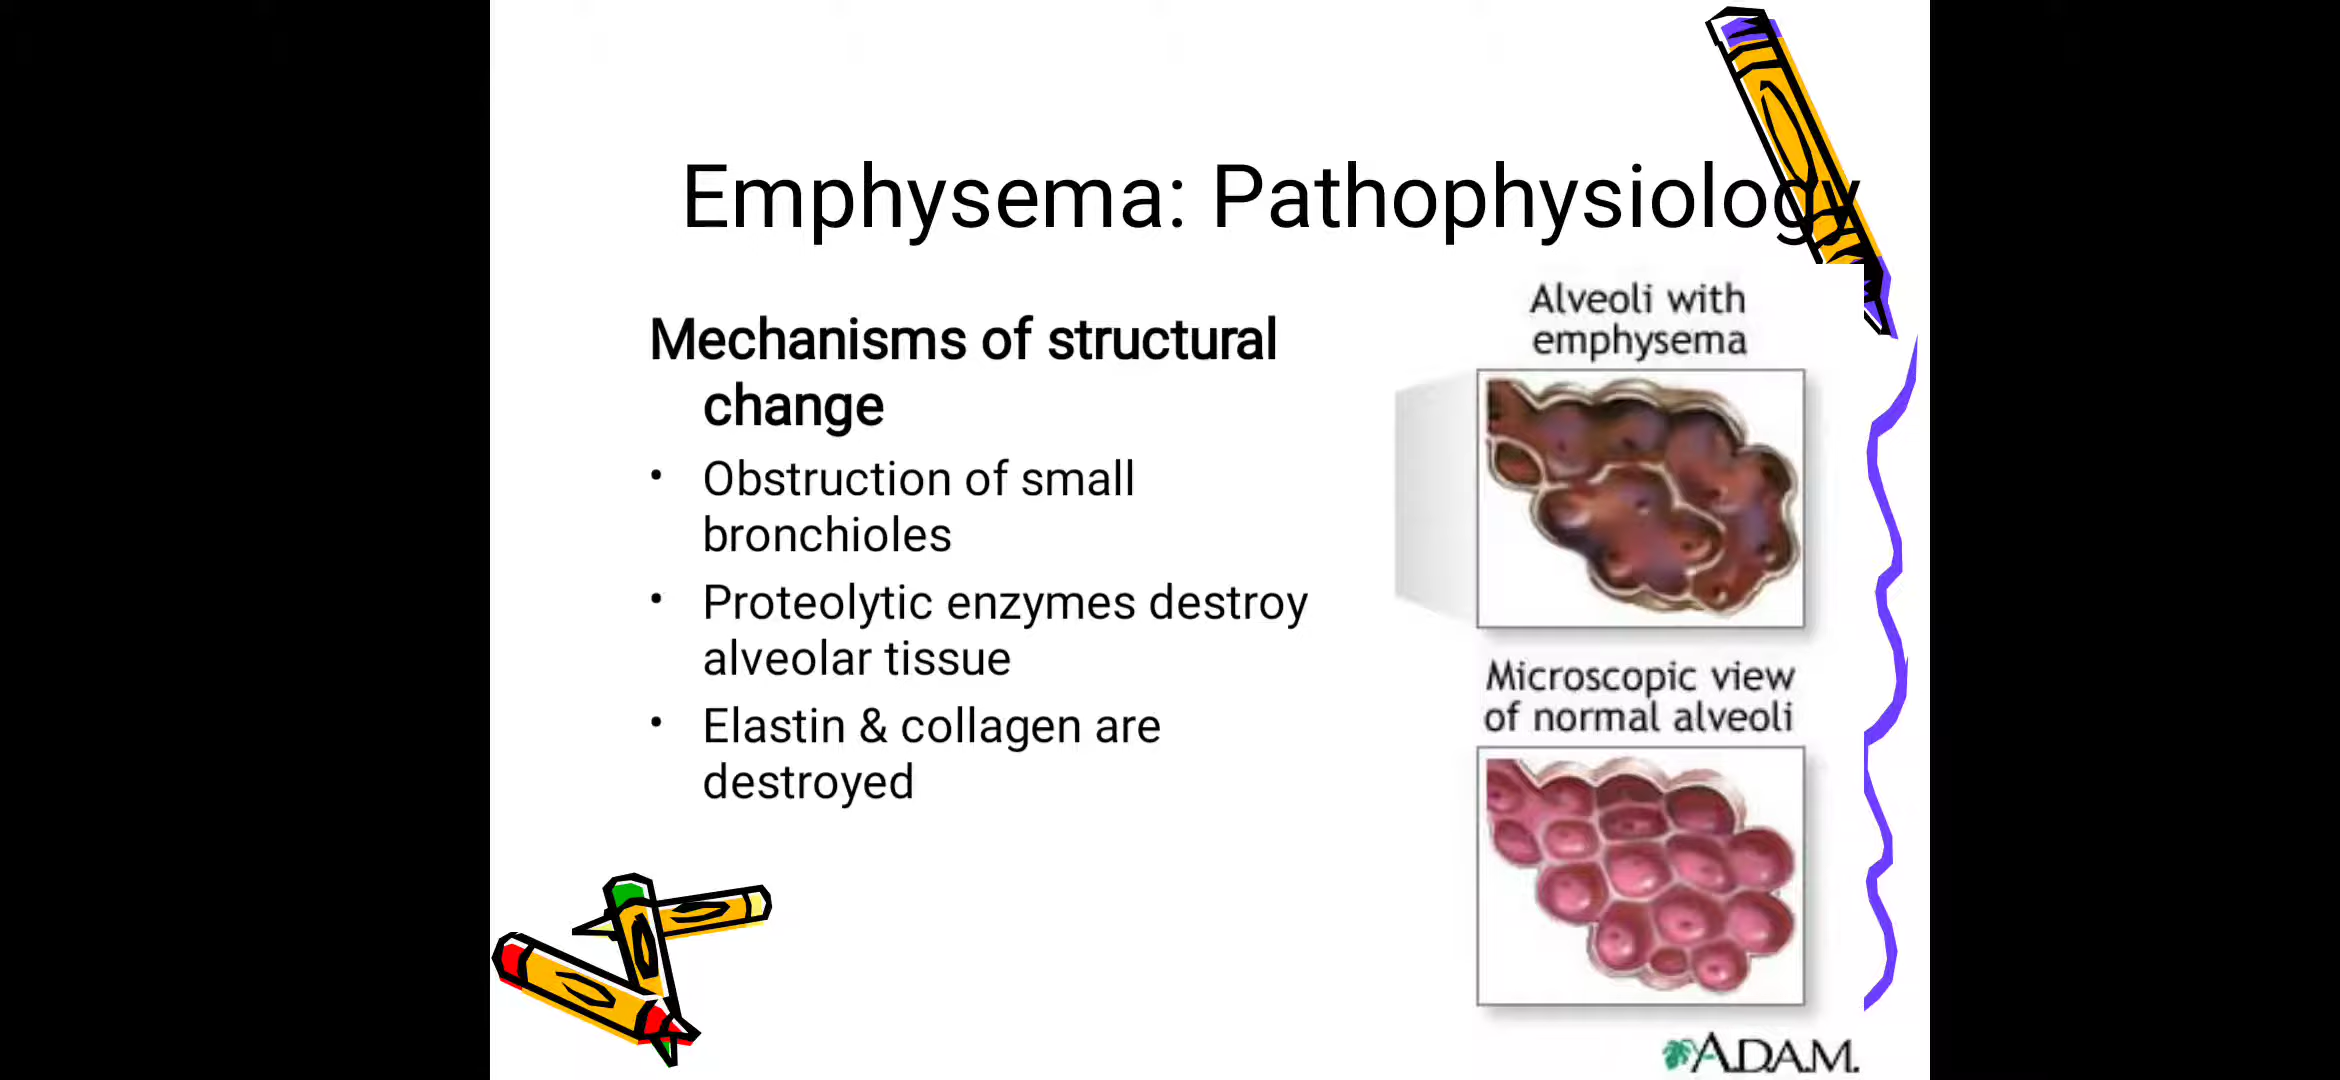 Emphysema: Pathophysiology
Mechanisms of structural
change
• Obstruction of small
bronchioles
• Proteolytic enzymes destroy
alveolar tissue
• Elastin & collagen are
destroyed
Alveoli with
emphysema
Microscopic view
of normal alveoli
A.D.A.M.